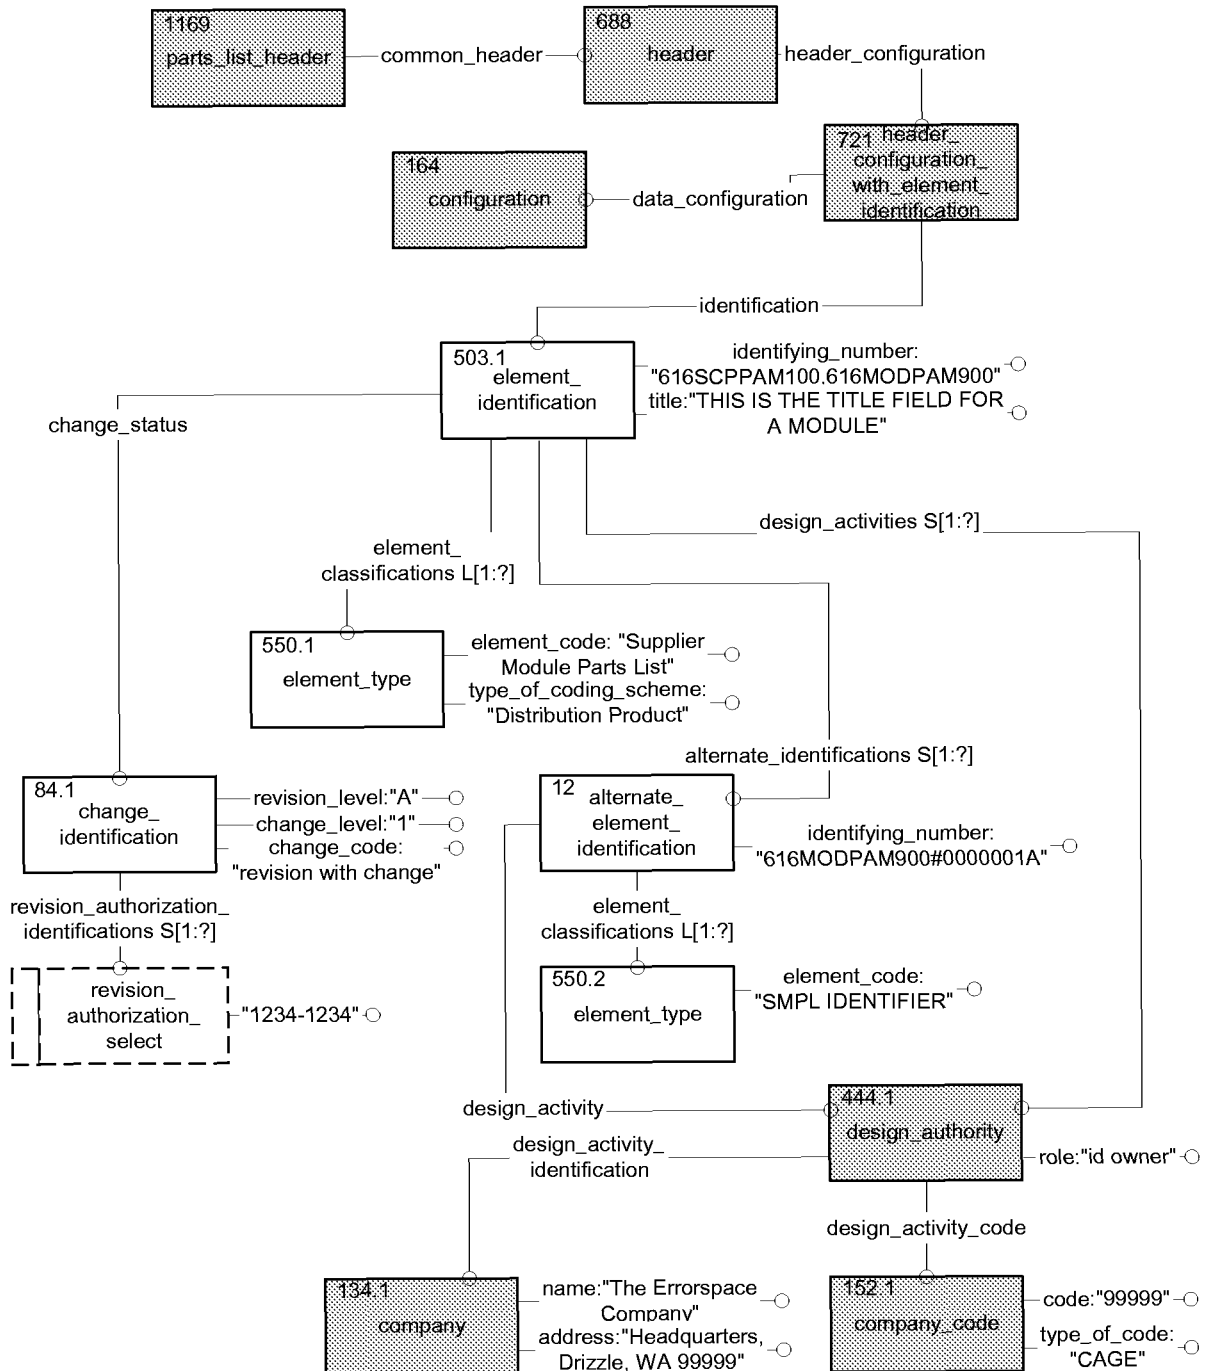 1169
parts_list_header
common_header
688
header
header_configuration
721
header_
configuration_
with_element_
identification
164
configuration
data_configuration
identification
503.1
element_
identification
identifying_number:
"616SCPPAM100.616MODPAM900"
title:"THIS IS THE TITLE FIELD FOR
A MODULE"
change_status
design_activities S[1:?]
element_
classifications L[1:?]
550.1
element_type
element_code: "Supplier
Module Parts List"
type_of_coding_scheme:
"Distribution Product"
alternate_identifications S[1:?]
84.1
change_
identification
revision_level:"A"
change_level:"1"
change_code:
"revision with change"
12
alternate_
element_
identification
identifying_number:
"616MODPAM900#0000001A"
revision_authorization_
identifications S[1:?]
element_
classifications L[1:?]
revision_
authorization_
select
"1234-1234"
550.2
element_type
element_code:
"SMPL IDENTIFIER"
design_activity
444.1
design_authority
design_activity_
identification
role:"id owner"
design_activity_code
134.1
company
name:"The Errorspace
Company"
address:"Headquarters,
Drizzle, WA 99999"
152.1
company_code
code:"99999"
type_of_code:
"CAGE"